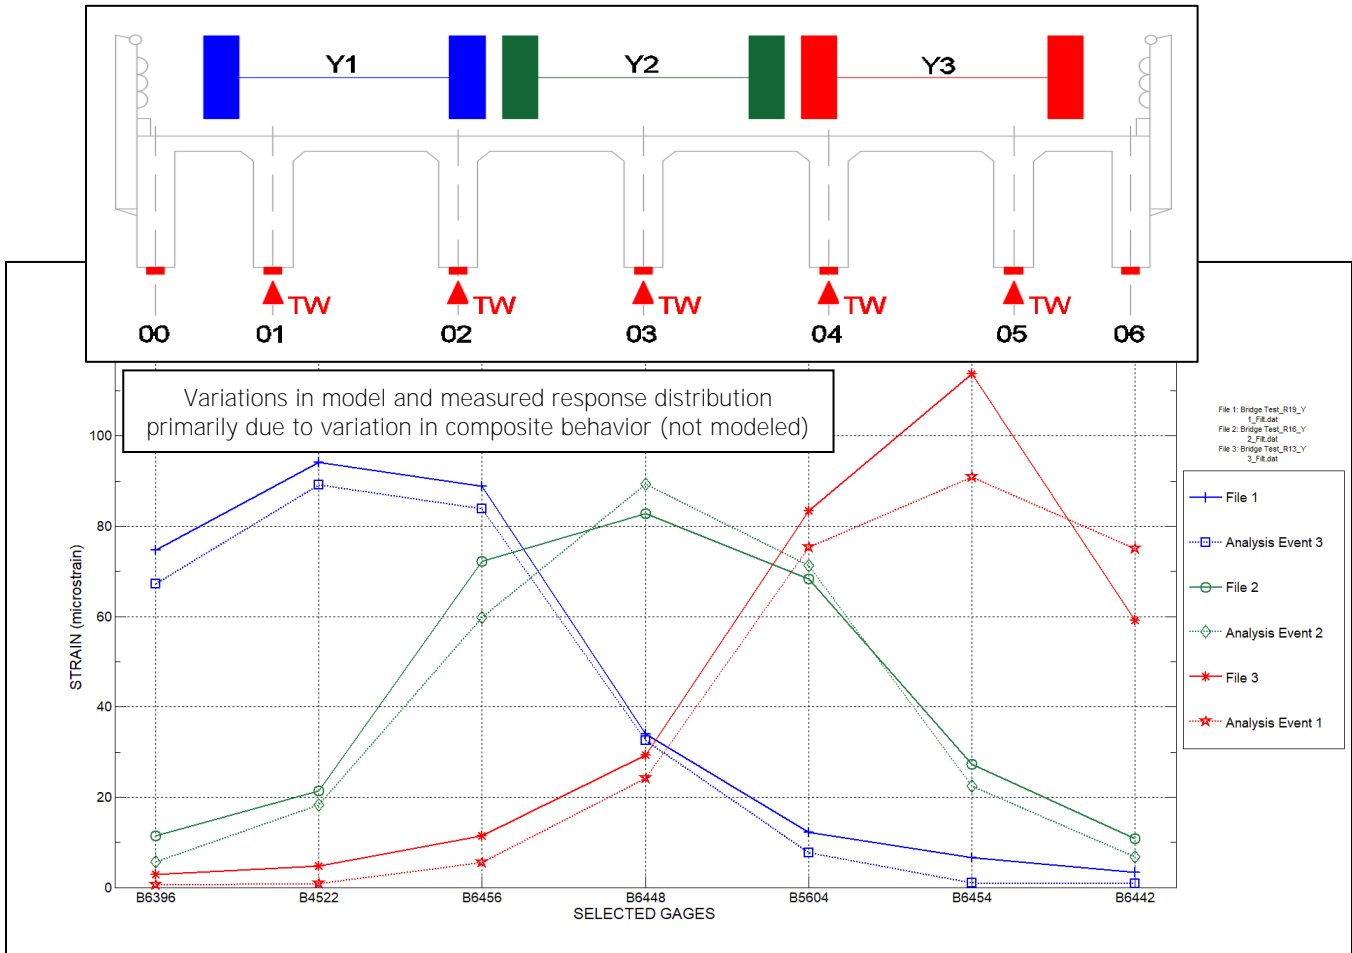 Y1
Y2
Y3
TW
TW
TW
TW
TW
00
01
02
03
04
05
06
Variations in model and measured response distribution
primarily due to variation in composite behavior (not modeled)
File 1: Bridge Test_R19_Y
1_Filt.dat
File 2: Bridge Test_R16_Y
2_Filt.dat
File 3: Bridge Test_R13_Y
3_Filt.dat
File 1
Analysis Event 3
File 2
Analysis Event 2
File 3
Analysis Event 1
STRAIN (microstrain)
100
80
60
40
20
0
B6396
B4522
B6456
B6448
B5604
B6454
B6442
SELECTED GAGES